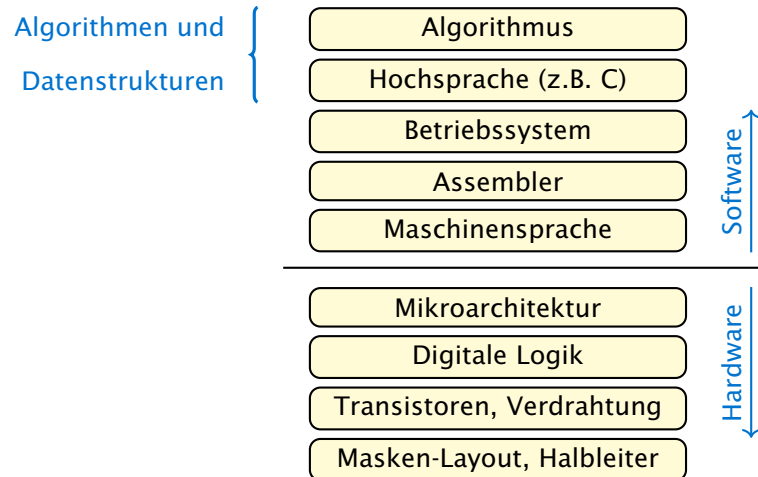 Algorithmen und
Datenstrukturen
Algorithmus
Hochsprache (z.B. C)
Betriebssystem
Assembler
Maschinensprache
Software
Mikroarchitektur
Digitale Logik
Transistoren, Verdrahtung
Masken-Layout, Halbleiter
Hardware